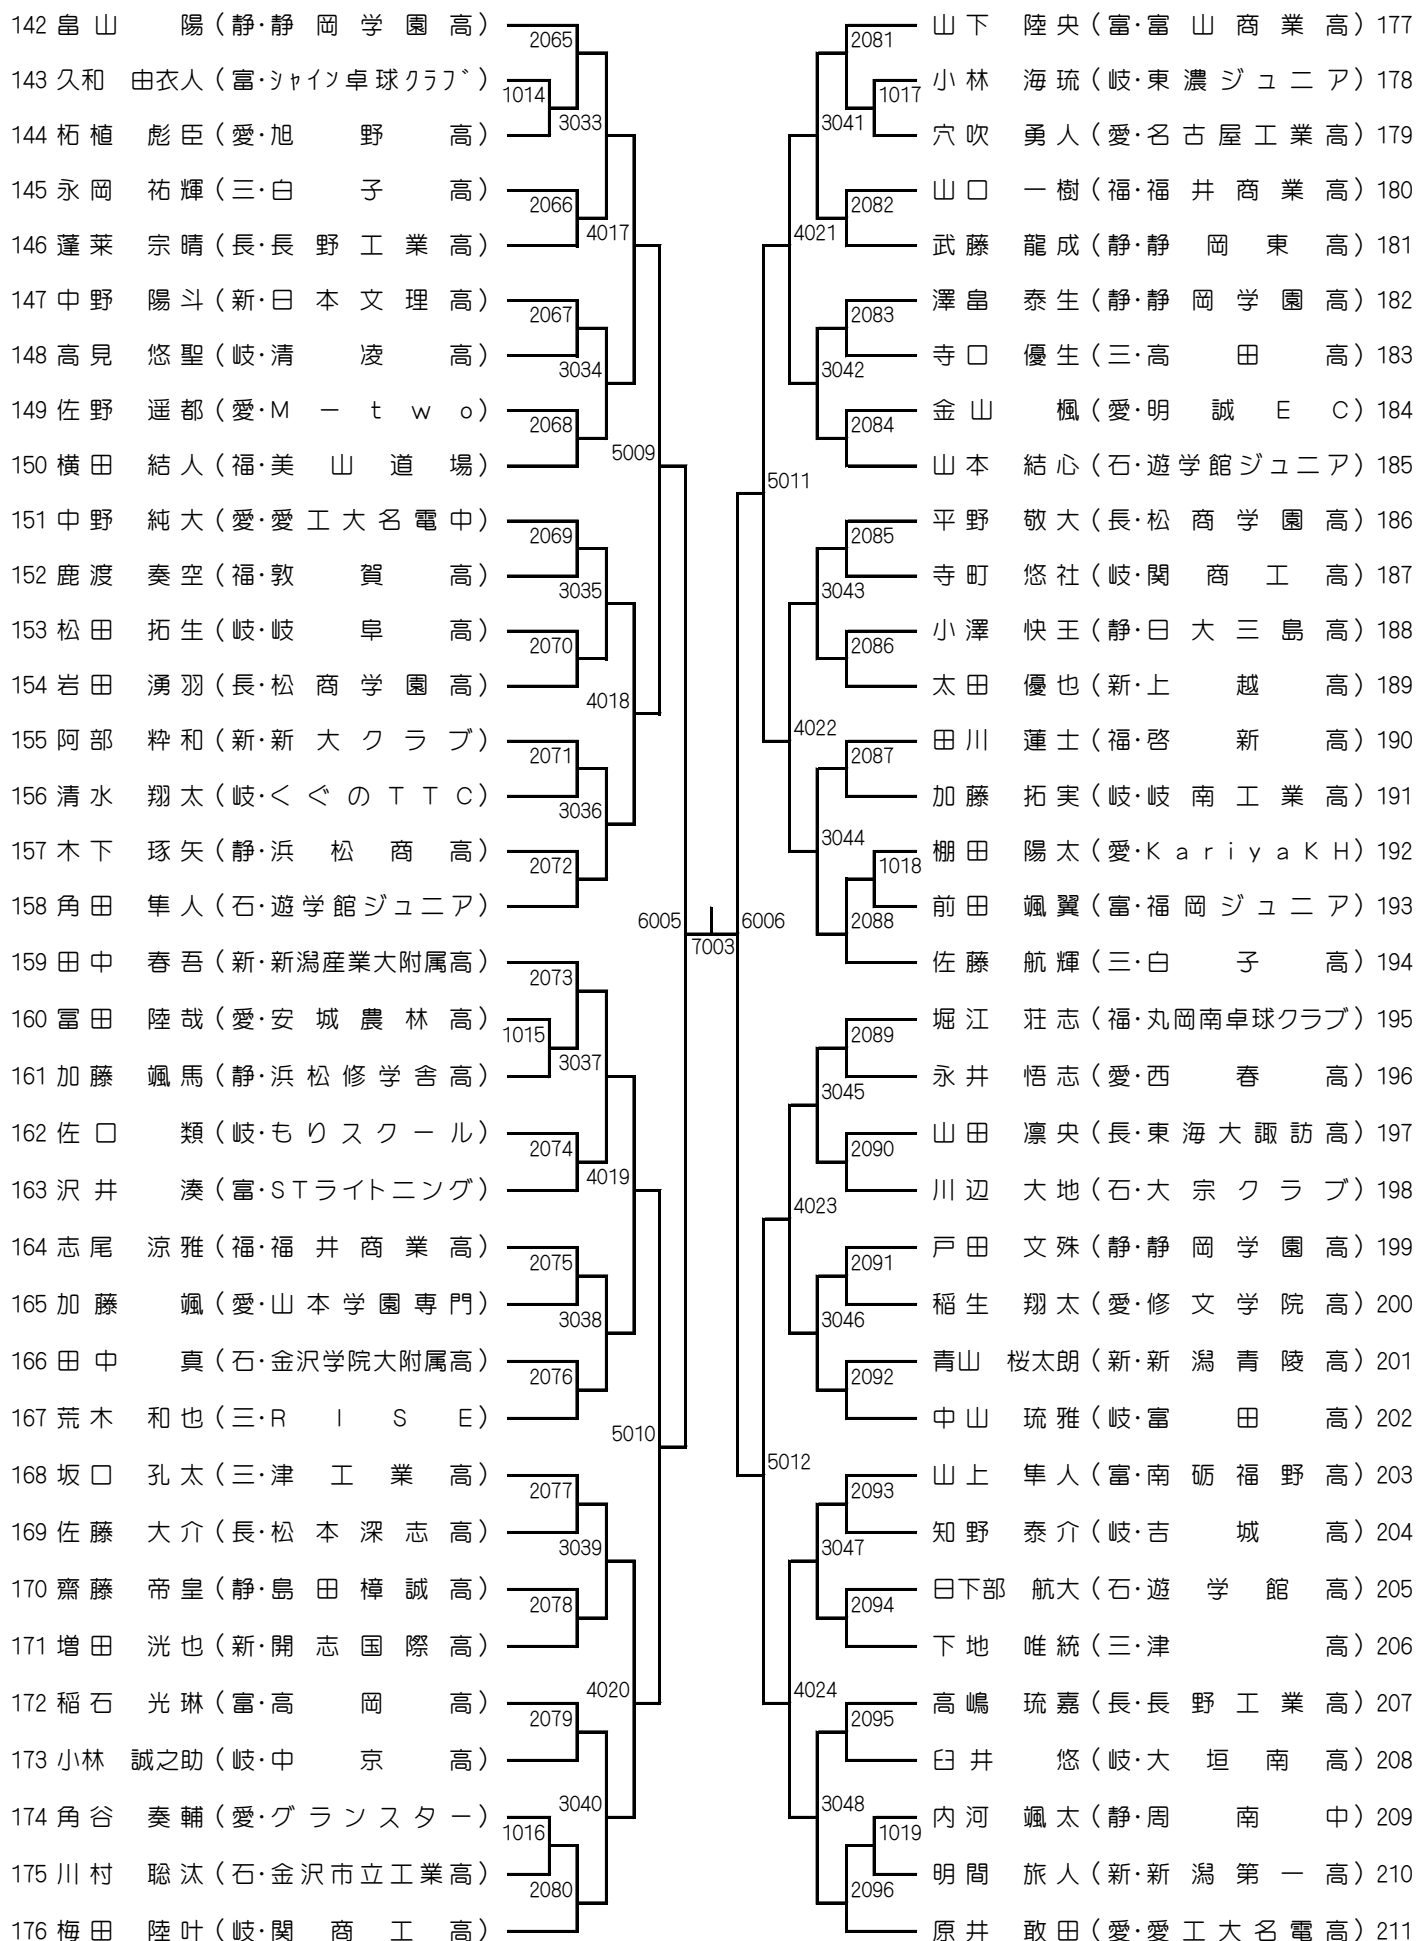 142 畠山 陽 (静・静岡学園高)
2065
143 久和 由衣人 (富・シャイン卓球クラブ)
1014
144 柘植 彪臣 (愛・旭野高)
3033
145 永岡 祐輝 (三・白子高)
2066
146 蓬莱 宗晴 (長・長野工業高)
4017
147 中野 陽斗 (新・日本文理高)
2067
148 高見 悠聖 (岐・清凌高)
3034
149 佐野 遥都 (愛・M-two)
2068
150 横田 結人 (福・美山道場)
5009
151 中野 純大 (愛・愛工大名電中)
2069
152 鹿渡 奏空 (福・敦賀高)
3035
153 松田 拓生 (岐・岐阜高)
2070
154 岩田 湧羽 (長・松商学園高)
4018
155 阿部 粋和 (新・新大クラブ)
2071
156 清水 翔太 (岐・くぐのTTC)
3036
157 木下 琢矢 (静・浜松商高)
2072
158 角田 隼人 (石・遊学館ジュニア)
6005
159 田中 春吾 (新・新潟産業大附属高)
2073
160 冨田 陸哉 (愛・安城農林高)
1015
3037
161 加藤 颯馬 (静・浜松修学舎高)
162 佐口 類 (岐・もりスクール)
2074
4019
163 沢井 湊 (富・STライトニング)
164 志尾 涼雅 (福・福井商業高)
2075
165 加藤 颯 (愛・山本学園専門)
3038
166 田中 真 (石・金沢学院大附属高)
2076
167 荒木 和也 (三・RISE)
5010
168 坂口 孔太 (三・津工業高)
2077
169 佐藤 大介 (長・松本深志高)
3039
170 齋藤 帝皇 (静・島田樟誠高)
2078
171 増田 洸也 (新・開志国際高)
4020
172 稲石 光琳 (富・高岡高)
2079
173 小林 誠之助 (岐・中京高)
3040
174 角谷 奏輔 (愛・グランスター)
1016
175 川村 聡汰 (石・金沢市立工業高)
2080
176 梅田 陸叶 (岐・関商工高)
7003
山下 陸央 (富・富山商業高) 177
2081
小林 海琉 (岐・東濃ジュニア) 178
1017
3041
穴吹 勇人 (愛・名古屋工業高) 179
山口 一樹 (福・福井商業高) 180
2082
4021
武藤 龍成 (静・静岡東高) 181
澤畠 泰生 (静・静岡学園高) 182
2083
寺口 優生 (三・高田高) 183
3042
金山 楓 (愛・明誠EC) 184
2084
山本 結心 (石・遊学館ジュニア) 185
5011
平野 敬大 (長・松商学園高) 186
2085
寺町 悠社 (岐・関商工高) 187
3043
小澤 快王 (静・日大三島高) 188
2086
太田 優也 (新・上越高) 189
4022
田川 蓮士 (福・啓新高) 190
2087
加藤 拓実 (岐・岐南工業高) 191
3044
棚田 陽太 (愛・KariyaKH) 192
1018
前田 颯翼 (富・福岡ジュニア) 193
2088
6006
佐藤 航輝 (三・白子高) 194
堀江 荘志 (福・丸岡南卓球クラブ) 195
2089
永井 悟志 (愛・西春高) 196
3045
山田 凛央 (長・東海大諏訪高) 197
2090
川辺 大地 (石・大宗クラブ) 198
4023
戸田 文殊 (静・静岡学園高) 199
2091
稲生 翔太 (愛・修文学院高) 200
3046
青山 桜太朗 (新・新潟青陵高) 201
2092
中山 琉雅 (岐・富田高) 202
5012
山上 隼人 (富・南砺福野高) 203
2093
知野 泰介 (岐・吉城高) 204
3047
日下部 航大 (石・遊学館高) 205
2094
下地 唯統 (三・津高) 206
4024
高嶋 琉嘉 (長・長野工業高) 207
2095
臼井 悠 (岐・大垣南高) 208
3048
内河 颯太 (静・周南中) 209
1019
明間 旅人 (新・新潟第一高) 210
2096
原井 敢田 (愛・愛工大名電高) 211